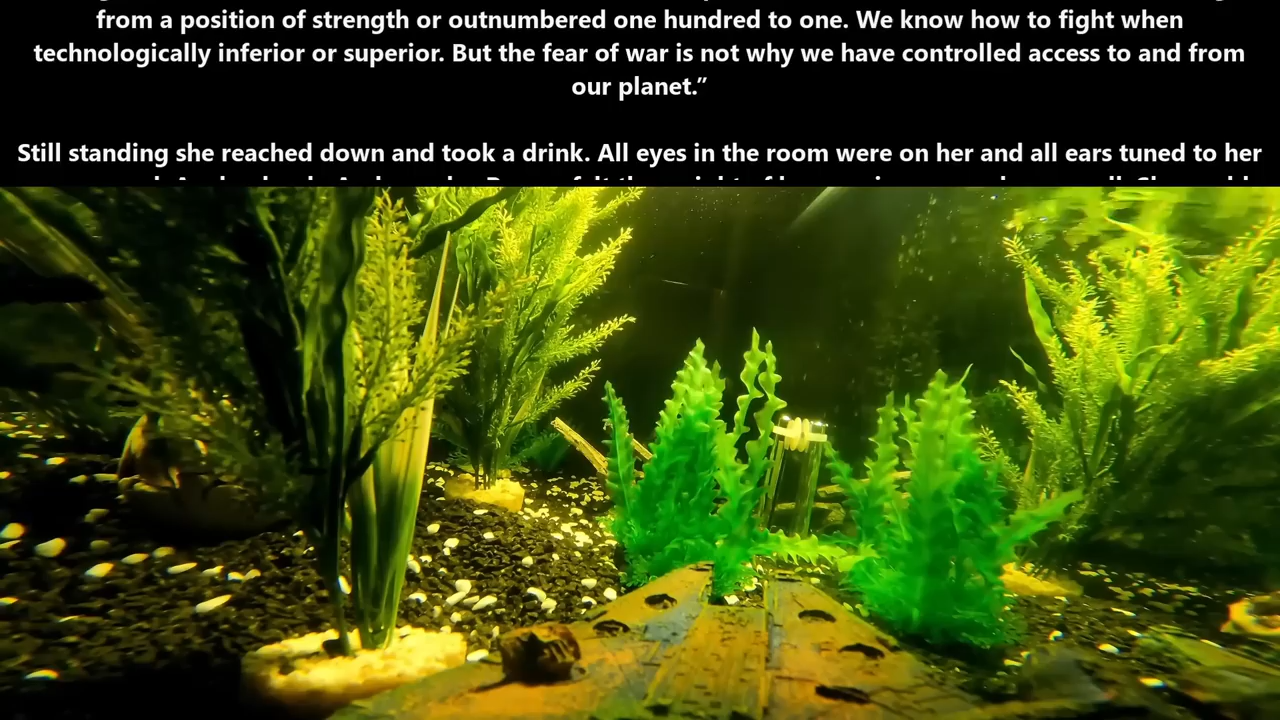 from a position of strength or outnumbered one hundred to one. We know how to fight when
technologically inferior or superior. But the fear of war is not why we have controlled access to and from
our planet.”
Still standing she reached down and took a drink. All eyes in the room were on her and all ears tuned to her